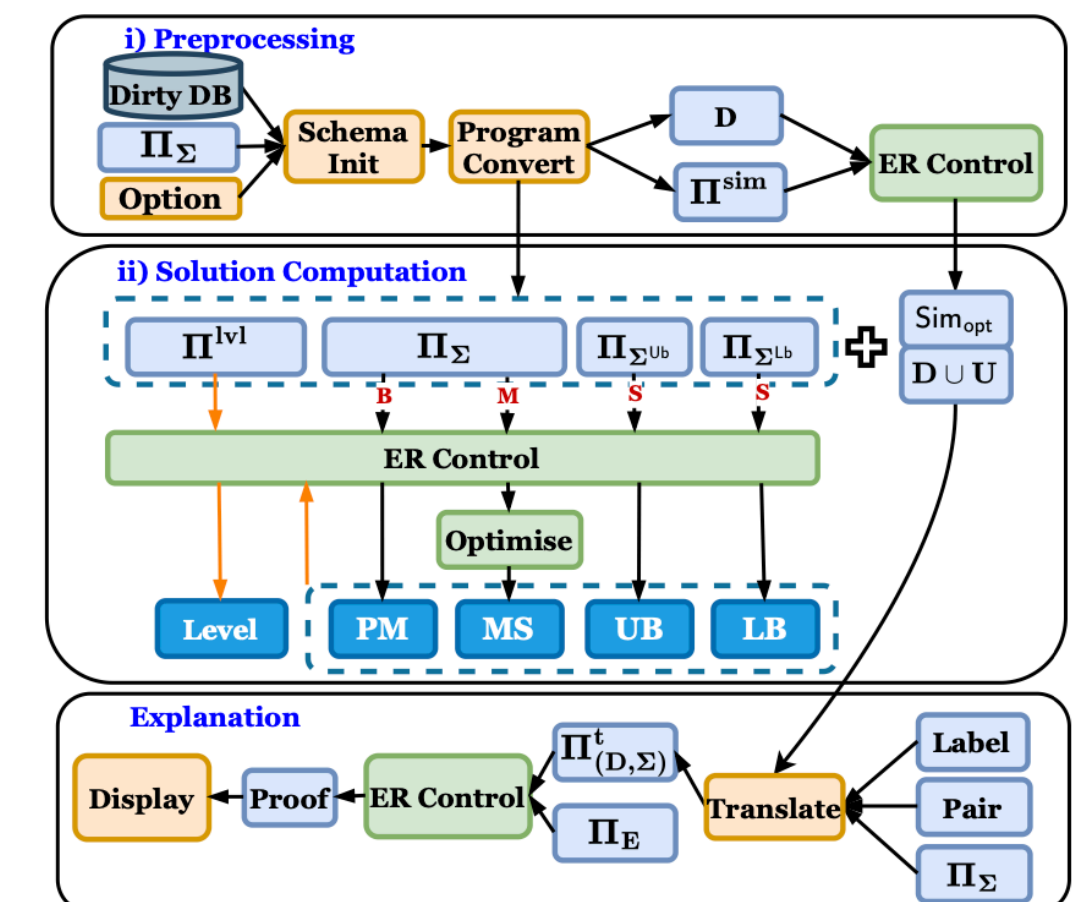 i) Preprocessing
Dirty DB
Π_Σ
Option
Schema
Init
Program
Convert
D
Π^sim
ER Control
ii) Solution Computation
Π^lvl
Π_Σ
Π_Σ^Ub
Π_Σ^Lb
Sim_opt
D ∪ U
B
M
S
S
ER Control
Optimise
Level
PM
MS
UB
LB
Explanation
Display
Proof
ER Control
Π^t_(D,Σ)
Π_E
Translate
Label
Pair
Π_Σ